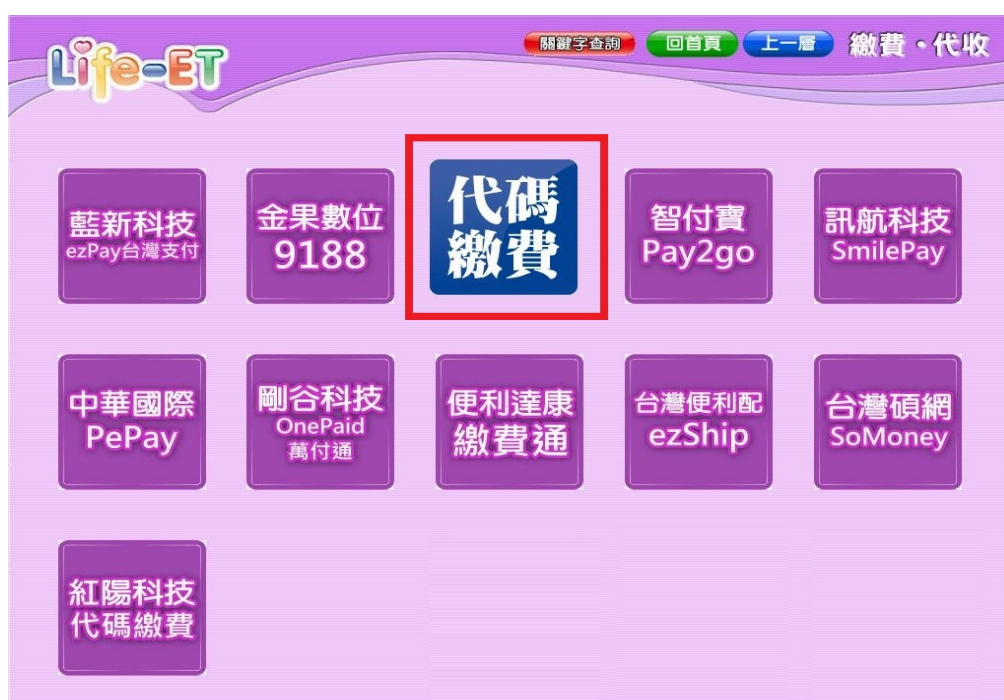 Life-ET
關鍵字查詢 回首頁 上一層 繳費・代收
藍新科技
ezPay台灣支付
金果數位
9188
代碼
繳費
智付寶
Pay2go
訊航科技
SmilePay
中華國際
PePay
剛谷科技
OnePaid
萬付通
便利達康
繳費通
台灣便利配
ezShip
台灣碩網
SoMoney
紅陽科技
代碼繳費